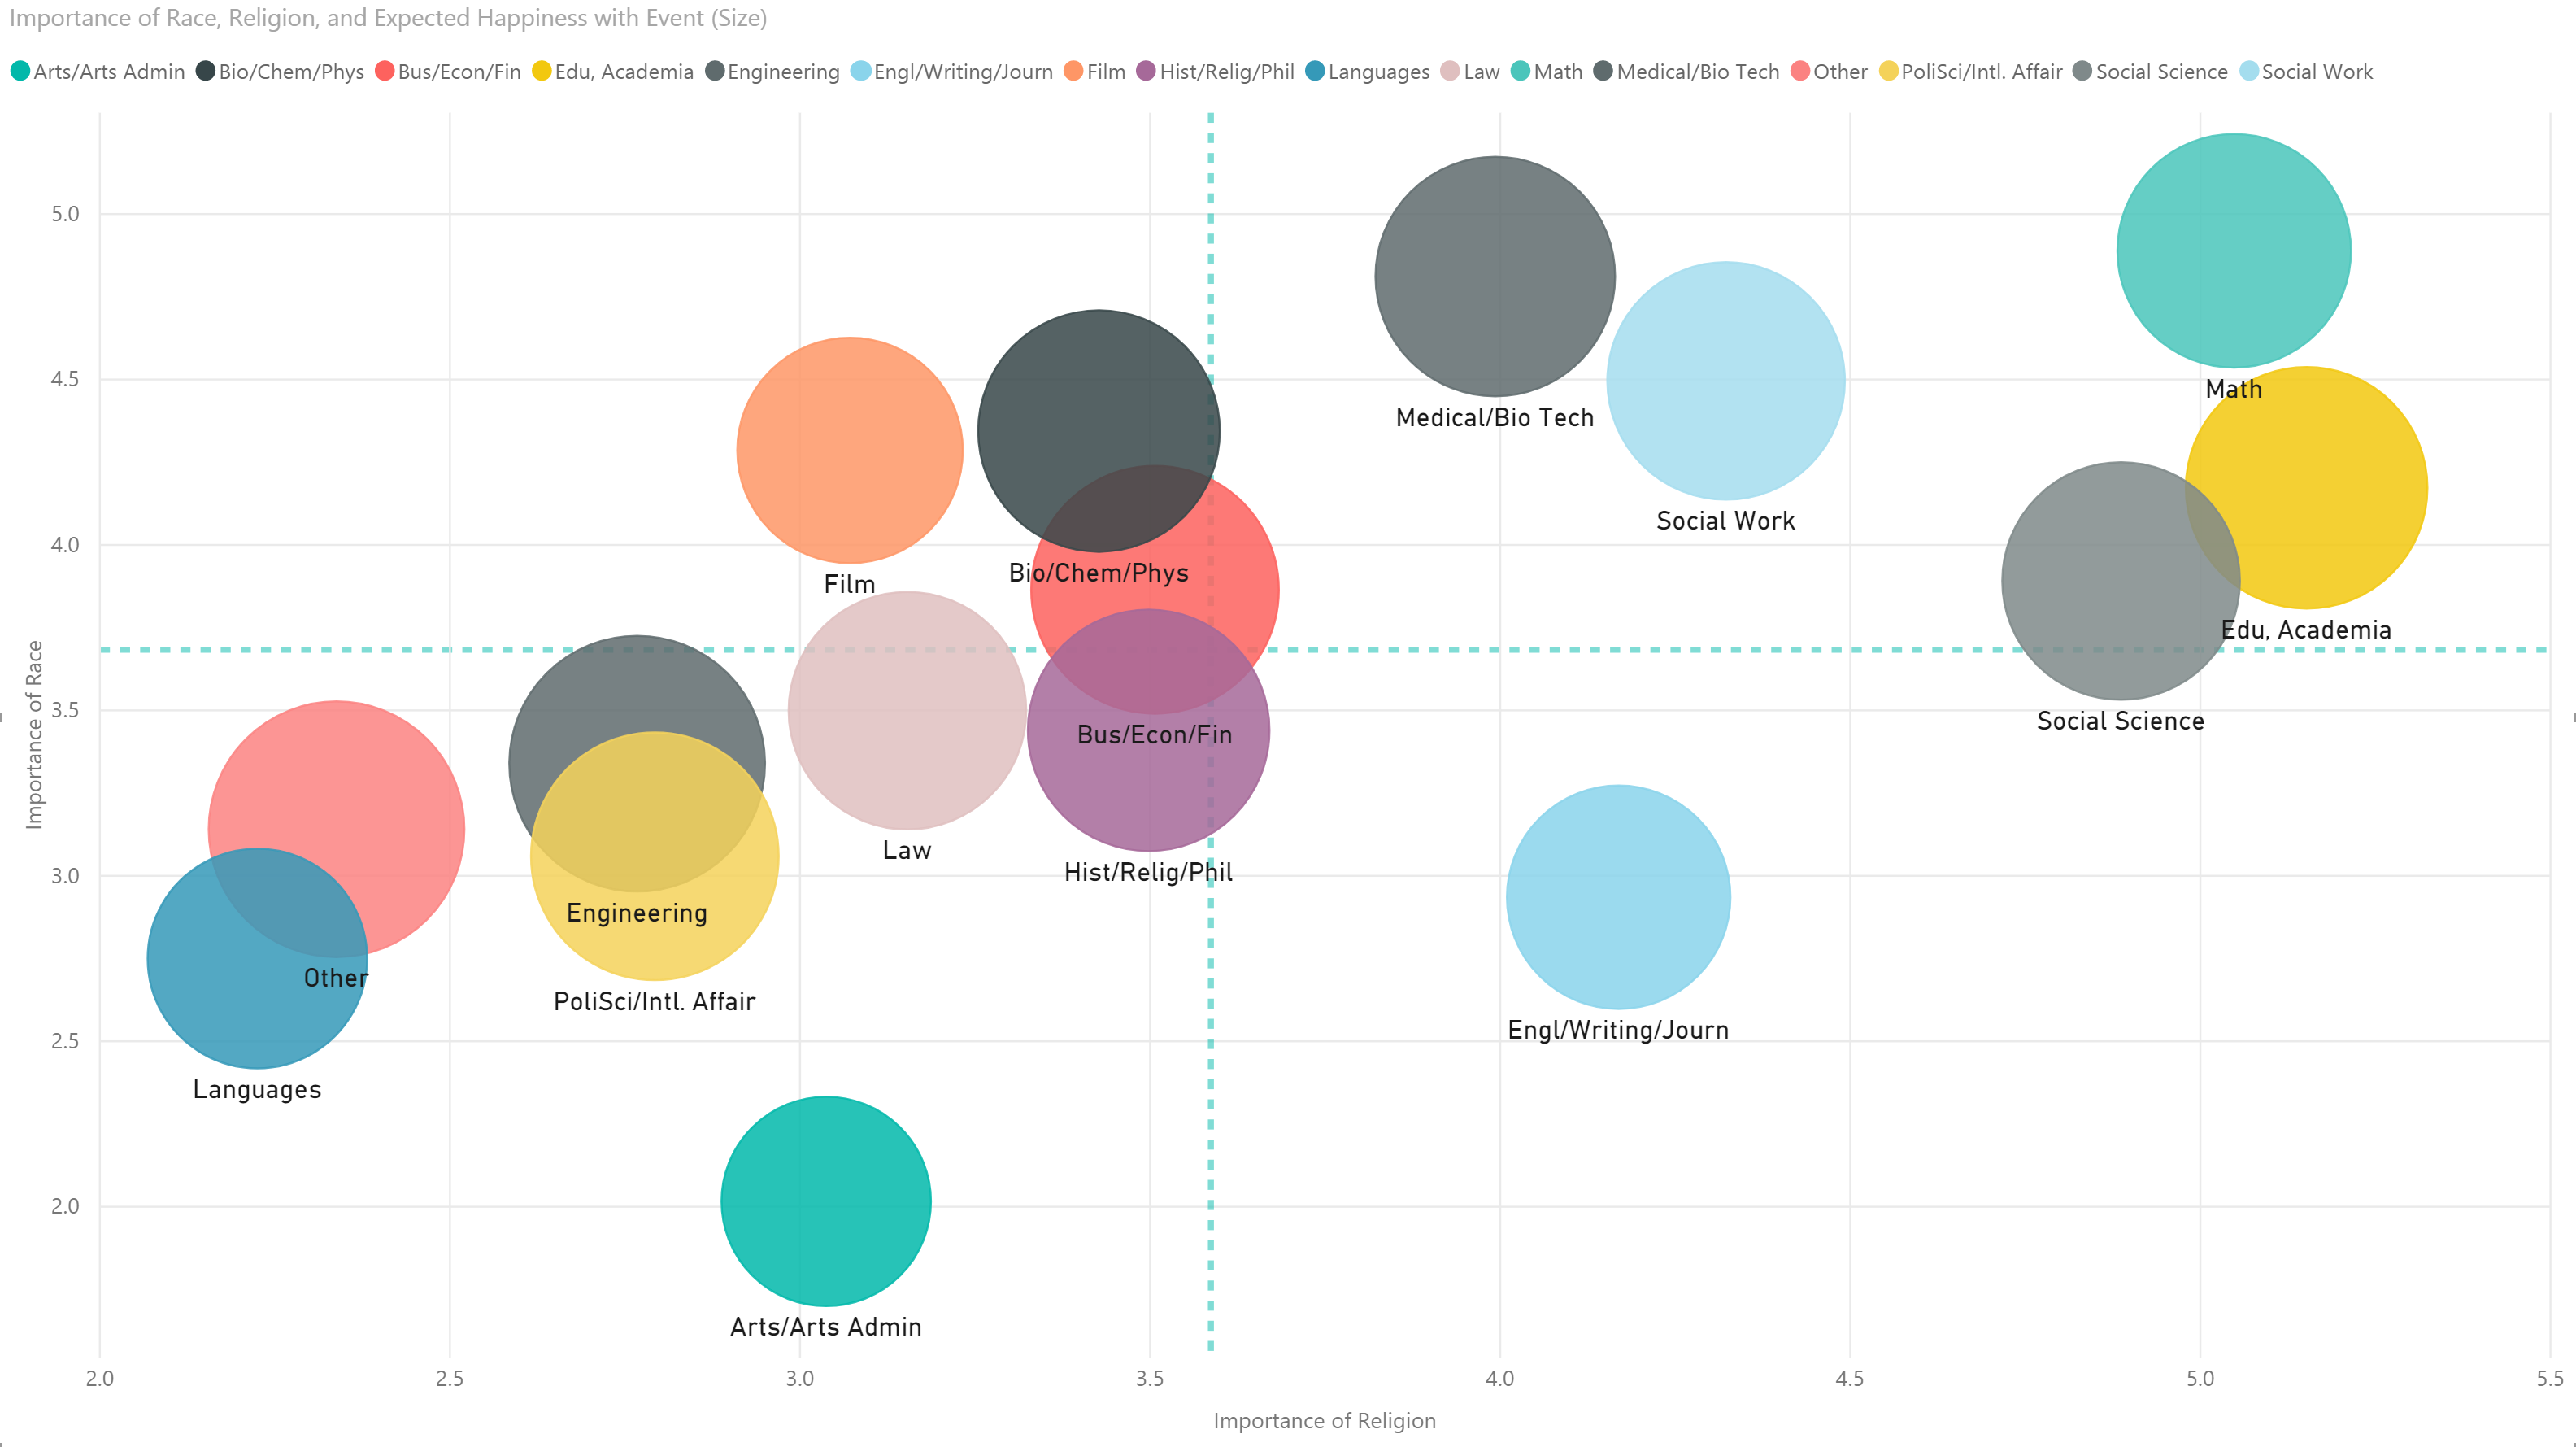 Importance of Race, Religion, and Expected Happiness with Event (Size)
Arts/Arts Admin Bio/Chem/Phys Bus/Econ/Fin Edu, Academia Engineering Engl/Writing/Journ Film Hist/Relig/Phil Languages Law Math Medical/Bio Tech Other PoliSci/Intl. Affair Social Science Social Work
5.0
4.5
4.0
3.5
3.0
2.5
2.0
Importance of Race
Math
Medical/Bio Tech
Social Work
Bio/Chem/Phys
Film
Edu, Academia
Social Science
Bus/Econ/Fin
Law
Hist/Relig/Phil
Engineering
Other
PoliSci/Intl. Affair
Engl/Writing/Journ
Languages
Arts/Arts Admin
2.0 2.5 3.0 3.5 4.0 4.5 5.0 5.5
Importance of Religion